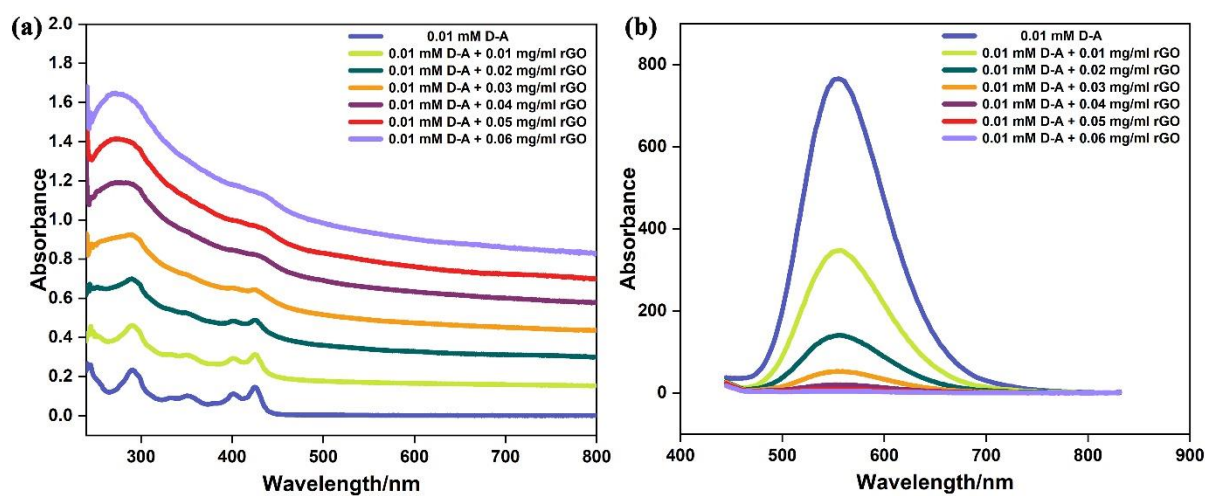 (a)
2.0
1.8
1.6
1.4
1.2
1.0
0.8
0.6
0.4
0.2
0.0
Absorbance
0.01 mM D-A
0.01 mM D-A + 0.01 mg/ml rGO
0.01 mM D-A + 0.02 mg/ml rGO
0.01 mM D-A + 0.03 mg/ml rGO
0.01 mM D-A + 0.04 mg/ml rGO
0.01 mM D-A + 0.05 mg/ml rGO
0.01 mM D-A + 0.06 mg/ml rGO
300 400 500 600 700 800
Wavelength/nm
(b)
800
600
400
200
0
Absorbance
0.01 mM D-A
0.01 mM D-A + 0.01 mg/ml rGO
0.01 mM D-A + 0.02 mg/ml rGO
0.01 mM D-A + 0.03 mg/ml rGO
0.01 mM D-A + 0.04 mg/ml rGO
0.01 mM D-A + 0.05 mg/ml rGO
0.01 mM D-A + 0.06 mg/ml rGO
400 500 600 700 800 900
Wavelength/nm